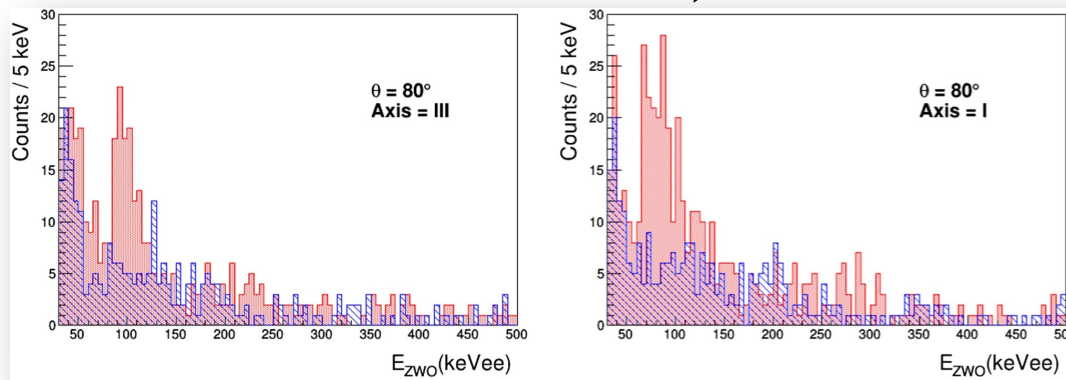 Counts / 5 keV
30
25
20
15
10
5
0
θ = 80°
Axis = III
50 100 150 200 250 300 350 400 450 500
E_ZWO(keVee)
Counts / 5 keV
30
25
20
15
10
5
0
θ = 80°
Axis = I
50 100 150 200 250 300 350 400 450 50
E_ZWO(keVee)